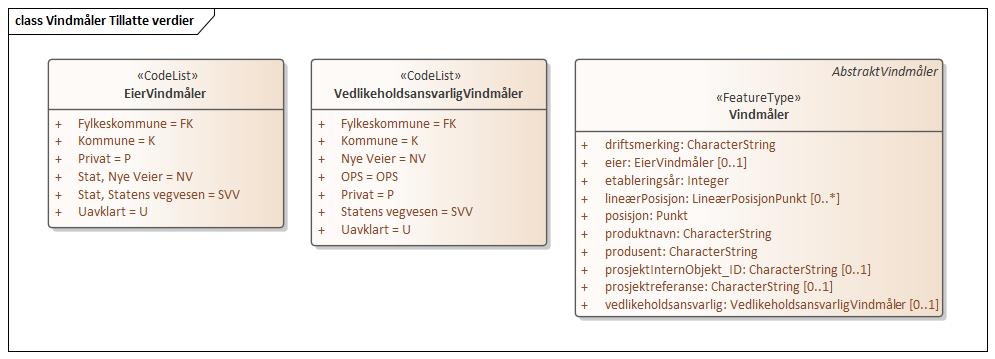 class Vindmåler Tillatte verdier
«CodeList»
EierVindmåler
+ Fylkeskommune = FK
+ Kommune = K
+ Privat = P
+ Stat, Nye Veier = NV
+ Stat, Statens vegvesen = SVV
+ Uavklart = U
«CodeList»
VedlikeholdsansvarligVindmåler
+ Fylkeskommune = FK
+ Kommune = K
+ Nye Veier = NV
+ OPS = OPS
+ Privat = P
+ Statens vegvesen = SVV
+ Uavklart = U
AbstraktVindmåler
«FeatureType»
Vindmåler
+ driftsmerking: CharacterString
+ eier: EierVindmåler [0..1]
+ etableringsår: Integer
+ lineærPosisjon: LineærPosisjonPunkt [0..*]
+ posisjon: Punkt
+ produktnavn: CharacterString
+ produsent: CharacterString
+ prosjektInternObjekt_ID: CharacterString [0..1]
+ prosjektreferanse: CharacterString [0..1]
+ vedlikeholdsansvarlig: VedlikeholdsansvarligVindmåler [0..1]